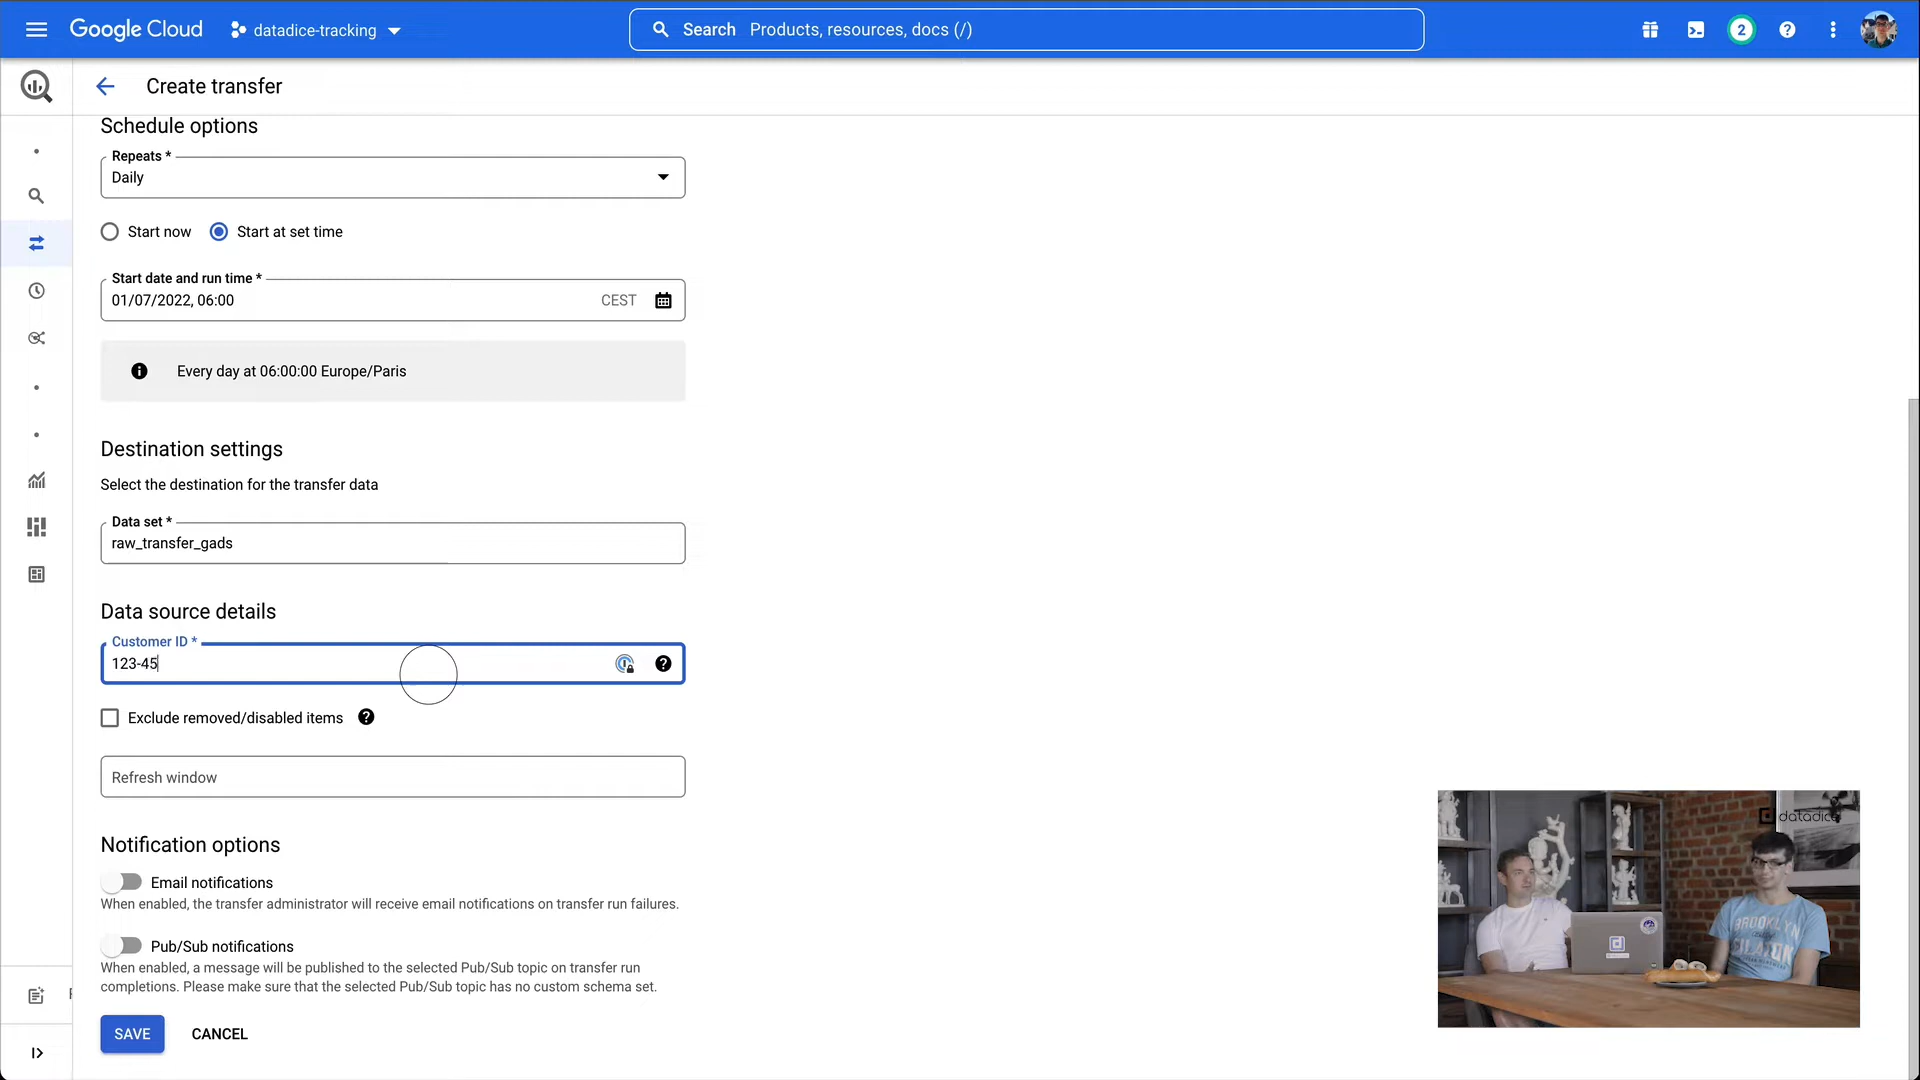 Google Cloud
datadice-tracking
Search Products, resources, docs (/)
2
Create transfer
Schedule options
Repeats *
Daily
Start now
Start at set time
Start date and run time *
01/07/2022, 06:00
CEST
Every day at 06:00:00 Europe/Paris
Destination settings
Select the destination for the transfer data
Data set *
raw_transfer_gads
Data source details
Customer ID *
123-45
Exclude removed/disabled items
Refresh window
Notification options
Email notifications
When enabled, the transfer administrator will receive email notifications on transfer run failures.
Pub/Sub notifications
When enabled, a message will be published to the selected Pub/Sub topic on transfer run
completions. Please make sure that the selected Pub/Sub topic has no custom schema set.
SAVE
CANCEL
datadice
BROOKLYN